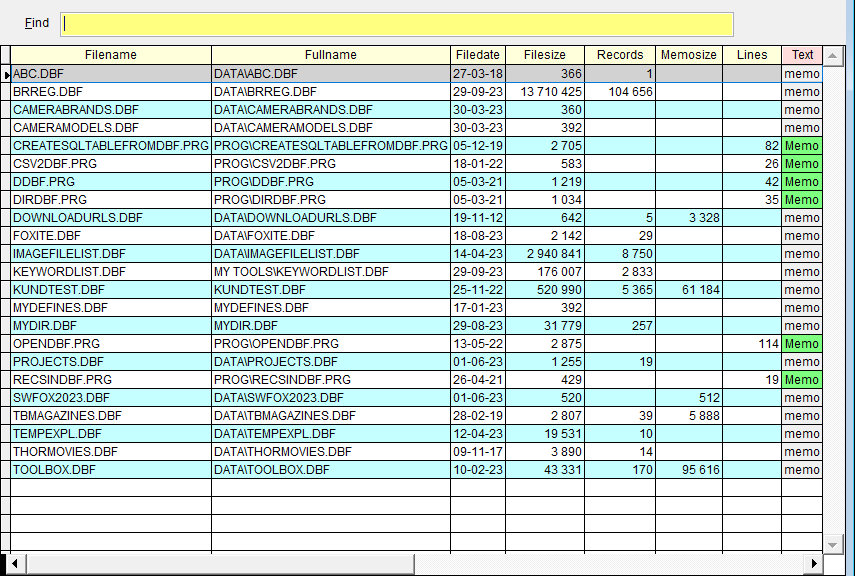 Find
Filename Fullname Filedate Filesize Records Memosize Lines Text
ABC.DBF DATA\ABC.DBF 27-03-18 366 1 memo
BRREG.DBF DATA\BRREG.DBF 29-09-23 13 710 425 104 656 memo
CAMERABRANDS.DBF DATA\CAMERABRANDS.DBF 30-03-23 360 memo
CAMERAMODELS.DBF DATA\CAMERAMODELS.DBF 30-03-23 392 memo
CREATESQLTABLEFROMDBF.PRG PROG\CREATESQLTABLEFROMDBF.PRG 05-12-19 2 705 82 Memo
CSV2DBF.PRG PROG\CSV2DBF.PRG 18-01-22 583 26 Memo
DDBF.PRG PROG\DDBF.PRG 05-03-21 1 219 42 Memo
DIRDBF.PRG PROG\DIRDBF.PRG 05-03-21 1 034 35 Memo
DOWNLOADURLS.DBF DATA\DOWNLOADURLS.DBF 19-11-12 642 5 3 328 memo
FOXITE.DBF DATA\FOXITE.DBF 18-08-23 2 142 29 memo
IMAGEFILELIST.DBF DATA\IMAGEFILELIST.DBF 14-04-23 2 940 841 8 750 memo
KEYWORDLIST.DBF MY TOOLS\KEYWORDLIST.DBF 29-09-23 176 007 2 833 memo
KUNDTEST.DBF KUNDTEST.DBF 25-11-22 520 990 5 365 61 184 memo
MYDEFINES.DBF MYDEFINES.DBF 17-01-23 392 memo
MYDIR.DBF MYDIR.DBF 29-08-23 31 779 257 memo
OPENDBF.PRG PROG\OPENDBF.PRG 13-05-22 2 875 114 Memo
PROJECTS.DBF DATA\PROJECTS.DBF 01-06-23 1 255 19 memo
RECSINDBF.PRG PROG\RECSINDBF.PRG 26-04-21 429 19 Memo
SWFOX2023.DBF DATA\SWFOX2023.DBF 01-06-23 520 512 memo
TBMAGAZINES.DBF DATA\TBMAGAZINES.DBF 28-02-19 2 807 39 5 888 memo
TEMPEXPL.DBF DATA\TEMPEXPL.DBF 12-04-23 19 531 10 memo
THORMOVIES.DBF DATA\THORMOVIES.DBF 09-11-17 3 890 14 memo
TOOLBOX.DBF DATA\TOOLBOX.DBF 10-02-23 43 331 170 95 616 memo